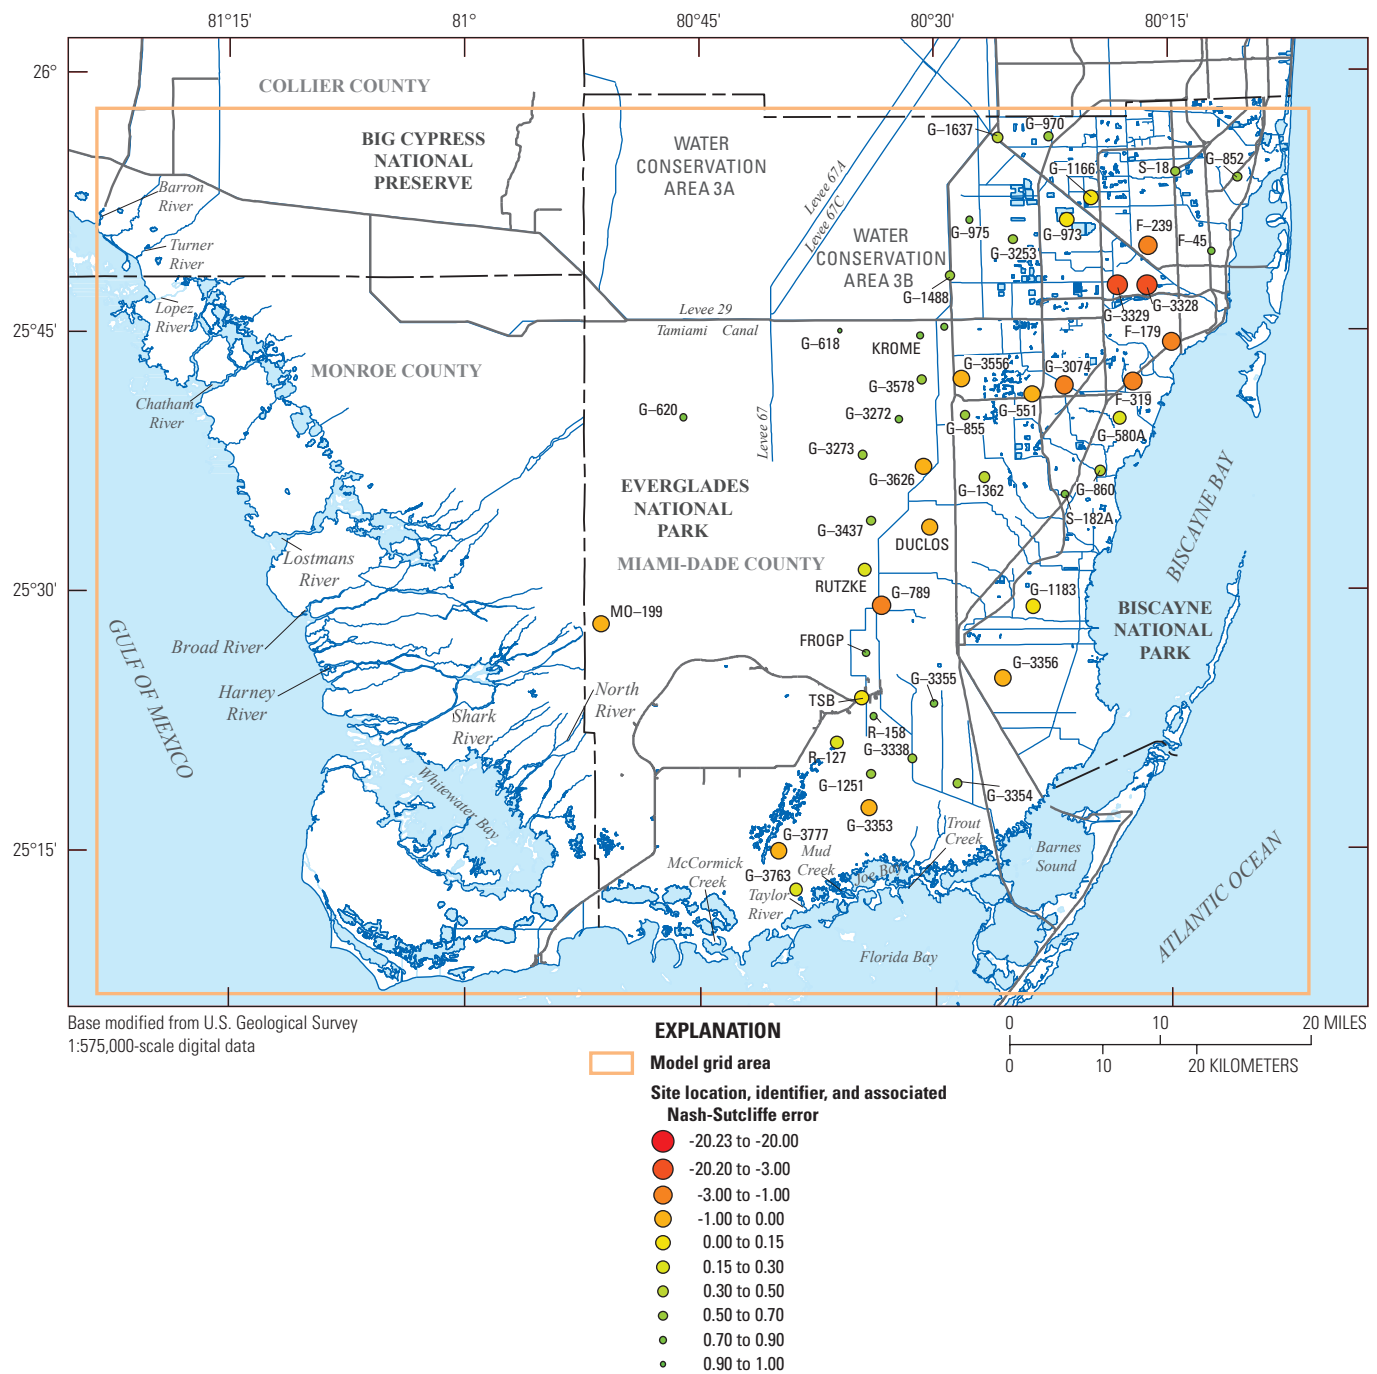 81°15'
81°
80°45'
80°30'
80°15'
26°
25°45'
25°30'
25°15'
COLLIER COUNTY
BIG CYPRESS
NATIONAL
PRESERVE
WATER
CONSERVATION
AREA 3A
Levee 67A
Levee 67C
WATER
CONSERVATION
AREA 3B
G–1637
G–970
G–1166
S–18
G–852
G–975
G–3253
G–973
F–239
F–45
G–1488
G–3329
G–3328
F–179
Barron
River
Turner
River
Lopez
River
Levee 29
Tamiami Canal
G–618
KROME
MONROE COUNTY
Chatham
River
G–620
Levee 67
G–3578
G–3556
G–3074
G–3272
G–855
G–551
F–319
G–580A
G–3273
G–3626
G–1362
G–860
S–182A
EVERGLADES
NATIONAL
PARK
G–3437
DUCLOS
MIAMI-DADE COUNTY
BISCAYNE BAY
Lostmans
River
RUTZKE
G–789
G–1183
BISCAYNE
NATIONAL
PARK
MO–199
Broad River
GULF OF MEXICO
FROGP
G–3356
Harney
River
North
River
Shark
River
TSB
G–3355
R–158
R–127
G–3338
Whitewater Bay
G–1251
G–3354
G–3353
G–3777
Mud
Creek
Trout
Creek
Barnes
Sound
McCormick
Creek
G–3763
Joe Bay
Taylor
River
Florida Bay
ATLANTIC OCEAN
Base modified from U.S. Geological Survey
1:575,000-scale digital data
0 10 20 MILES
0 10 20 KILOMETERS
EXPLANATION
Model grid area
Site location, identifier, and associated
Nash-Sutcliffe error
-20.23 to -20.00
-20.20 to -3.00
-3.00 to -1.00
-1.00 to 0.00
0.00 to 0.15
0.15 to 0.30
0.30 to 0.50
0.50 to 0.70
0.70 to 0.90
0.90 to 1.00